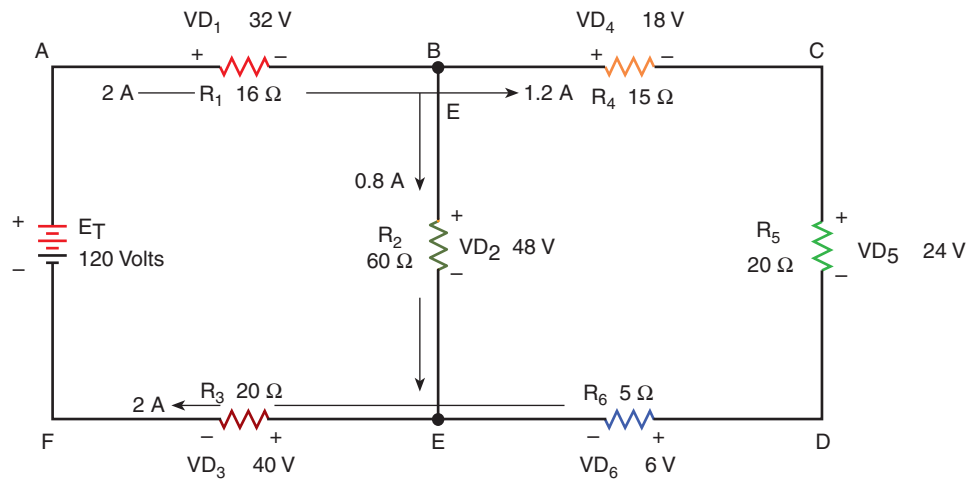 VD1 32 V
VD4 18 V
A + – B + – C
2 A R1 16 Ω 1.2 A R4 15 Ω
E
0.8 A
+ ET
– 120 Volts
R2 60 Ω
+ – VD2 48 V
R5 20 Ω
+ – VD5 24 V
2 A R3 20 Ω R6 5 Ω
F – + E – + D
VD3 40 V
VD6 6 V